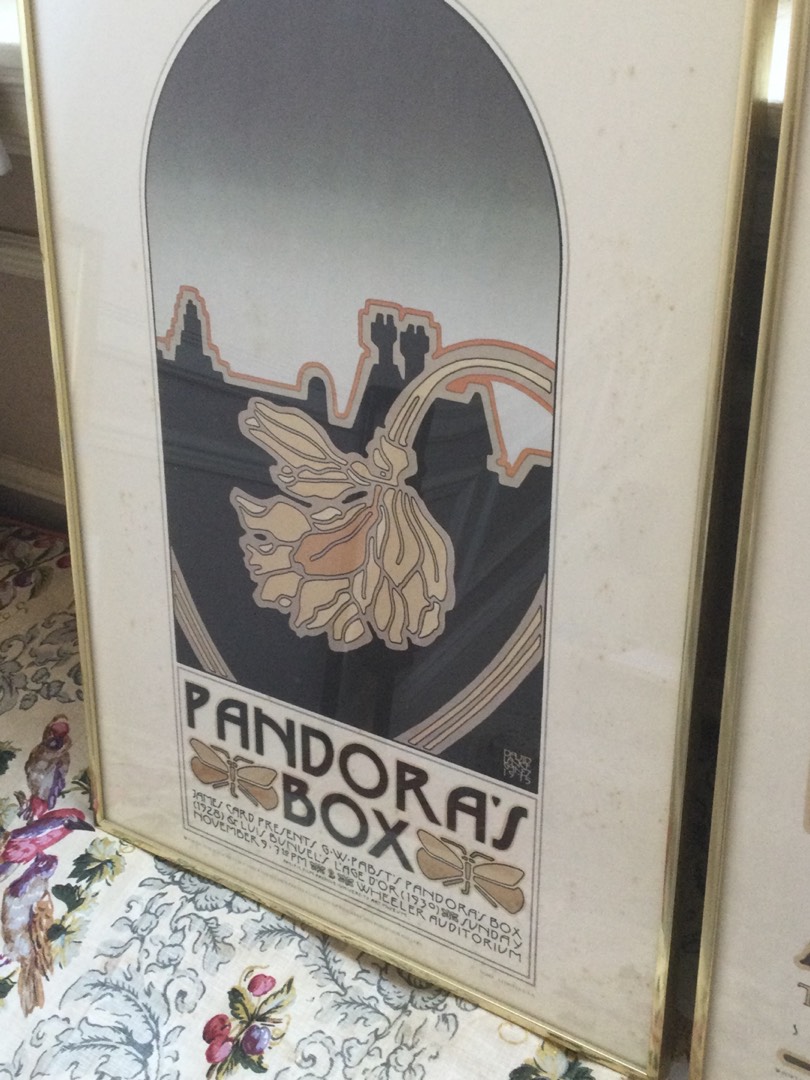 PANDORA'S
BOX
JAMES CARD PRESENTS G.W. PABST'S PANDORA'S BOX
(1928) & LUIS BUNUEL'S L'AGE D'OR (1930) SUNDAY
NOVEMBER 9, 7:30 PM WHEELER AUDITORIUM
DAVID